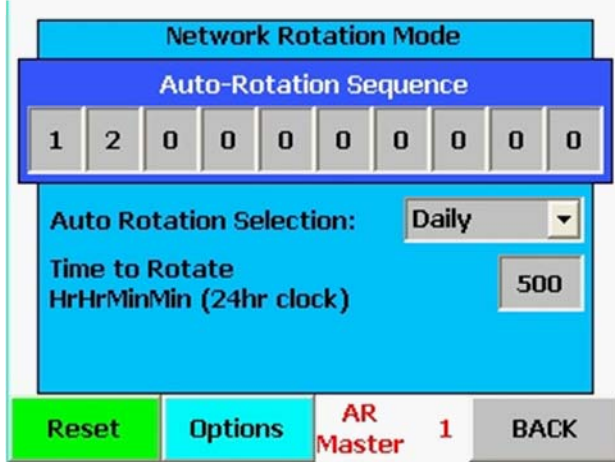 Network Rotation Mode
Auto-Rotation Sequence
1 2 0 0 0 0 0 0 0 0
Auto Rotation Selection: Daily
Time to Rotate
HrHrMinMin (24hr clock) 500
Reset Options AR Master 1 BACK